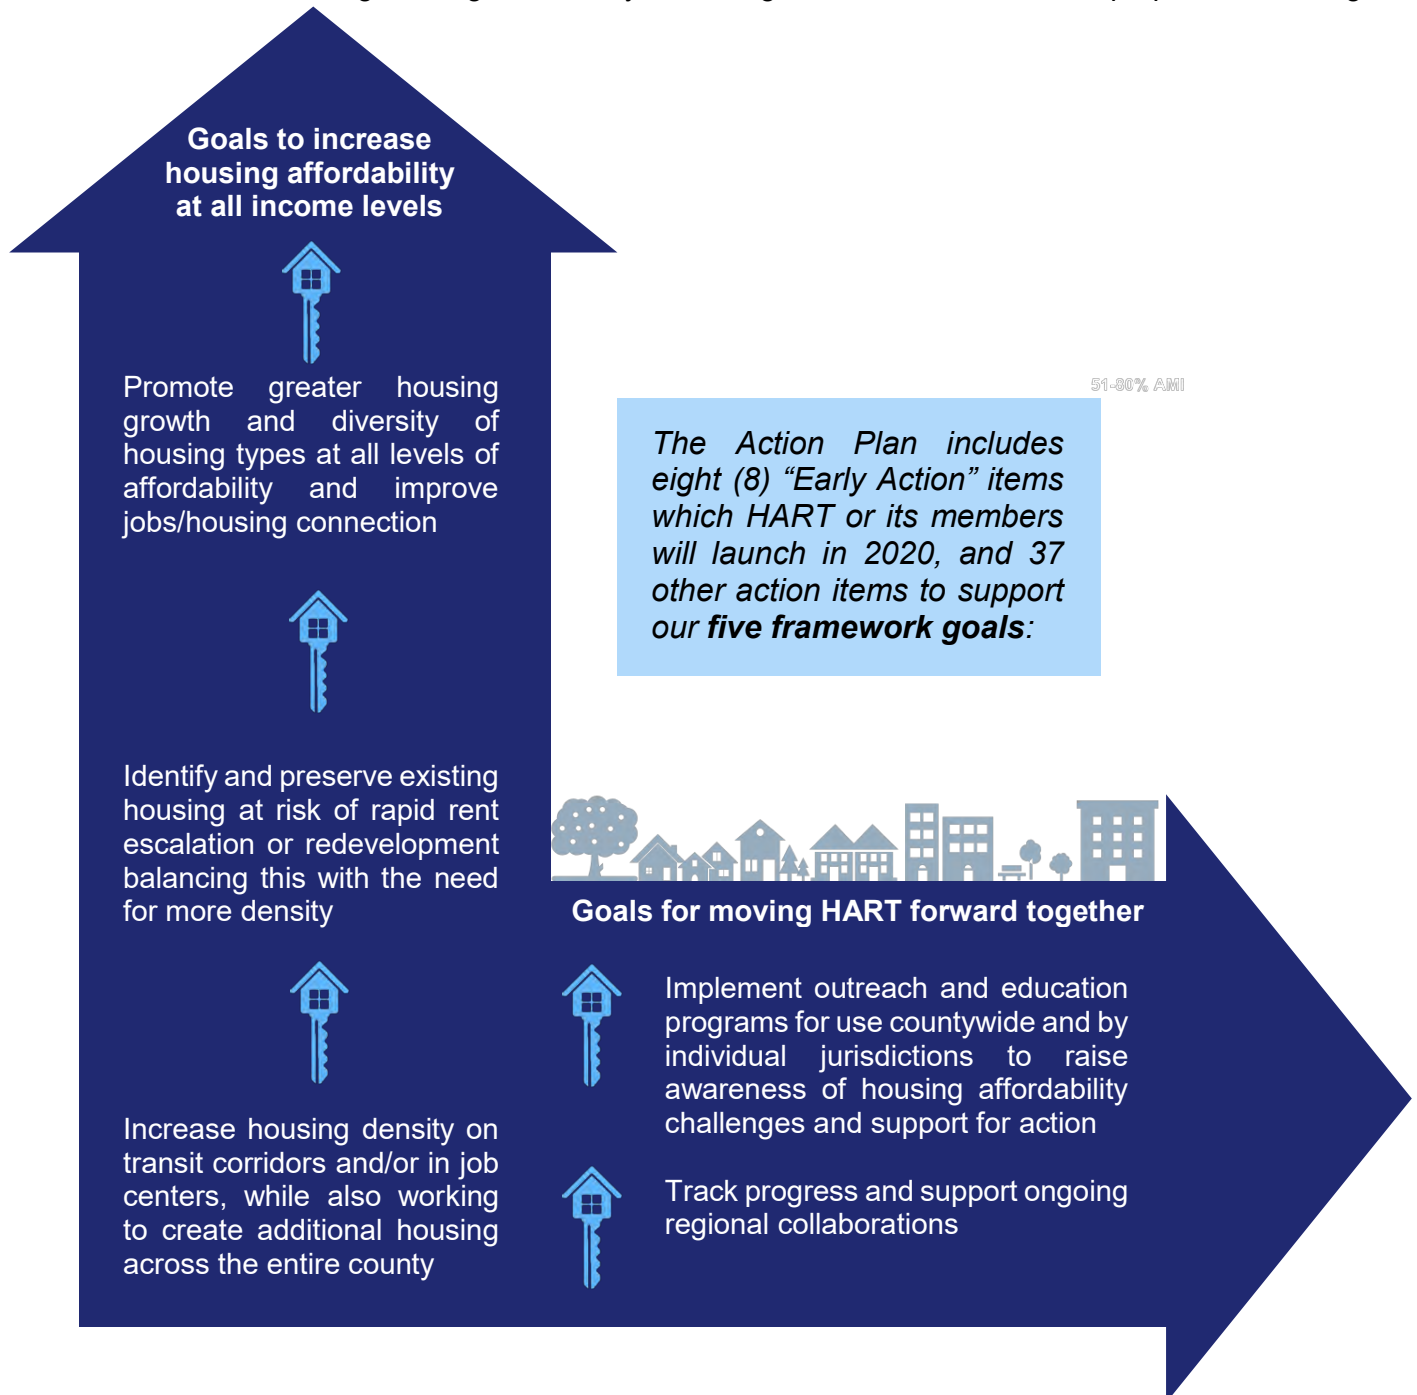 Goals to increase
housing affordability
at all income levels
Promote greater housing
growth and diversity of
housing types at all levels of
affordability and improve
jobs/housing connection
Identify and preserve existing
housing at risk of rapid rent
escalation or redevelopment
balancing this with the need
for more density
Increase housing density on
transit corridors and/or in job
centers, while also working
to create additional housing
across the entire county
51-80% AMI
The Action Plan includes
eight (8) “Early Action” items
which HART or its members
will launch in 2020, and 37
other action items to support
our five framework goals:
Goals for moving HART forward together
Implement outreach and education
programs for use countywide and by
individual jurisdictions to raise
awareness of housing affordability
challenges and support for action
Track progress and support ongoing
regional collaborations